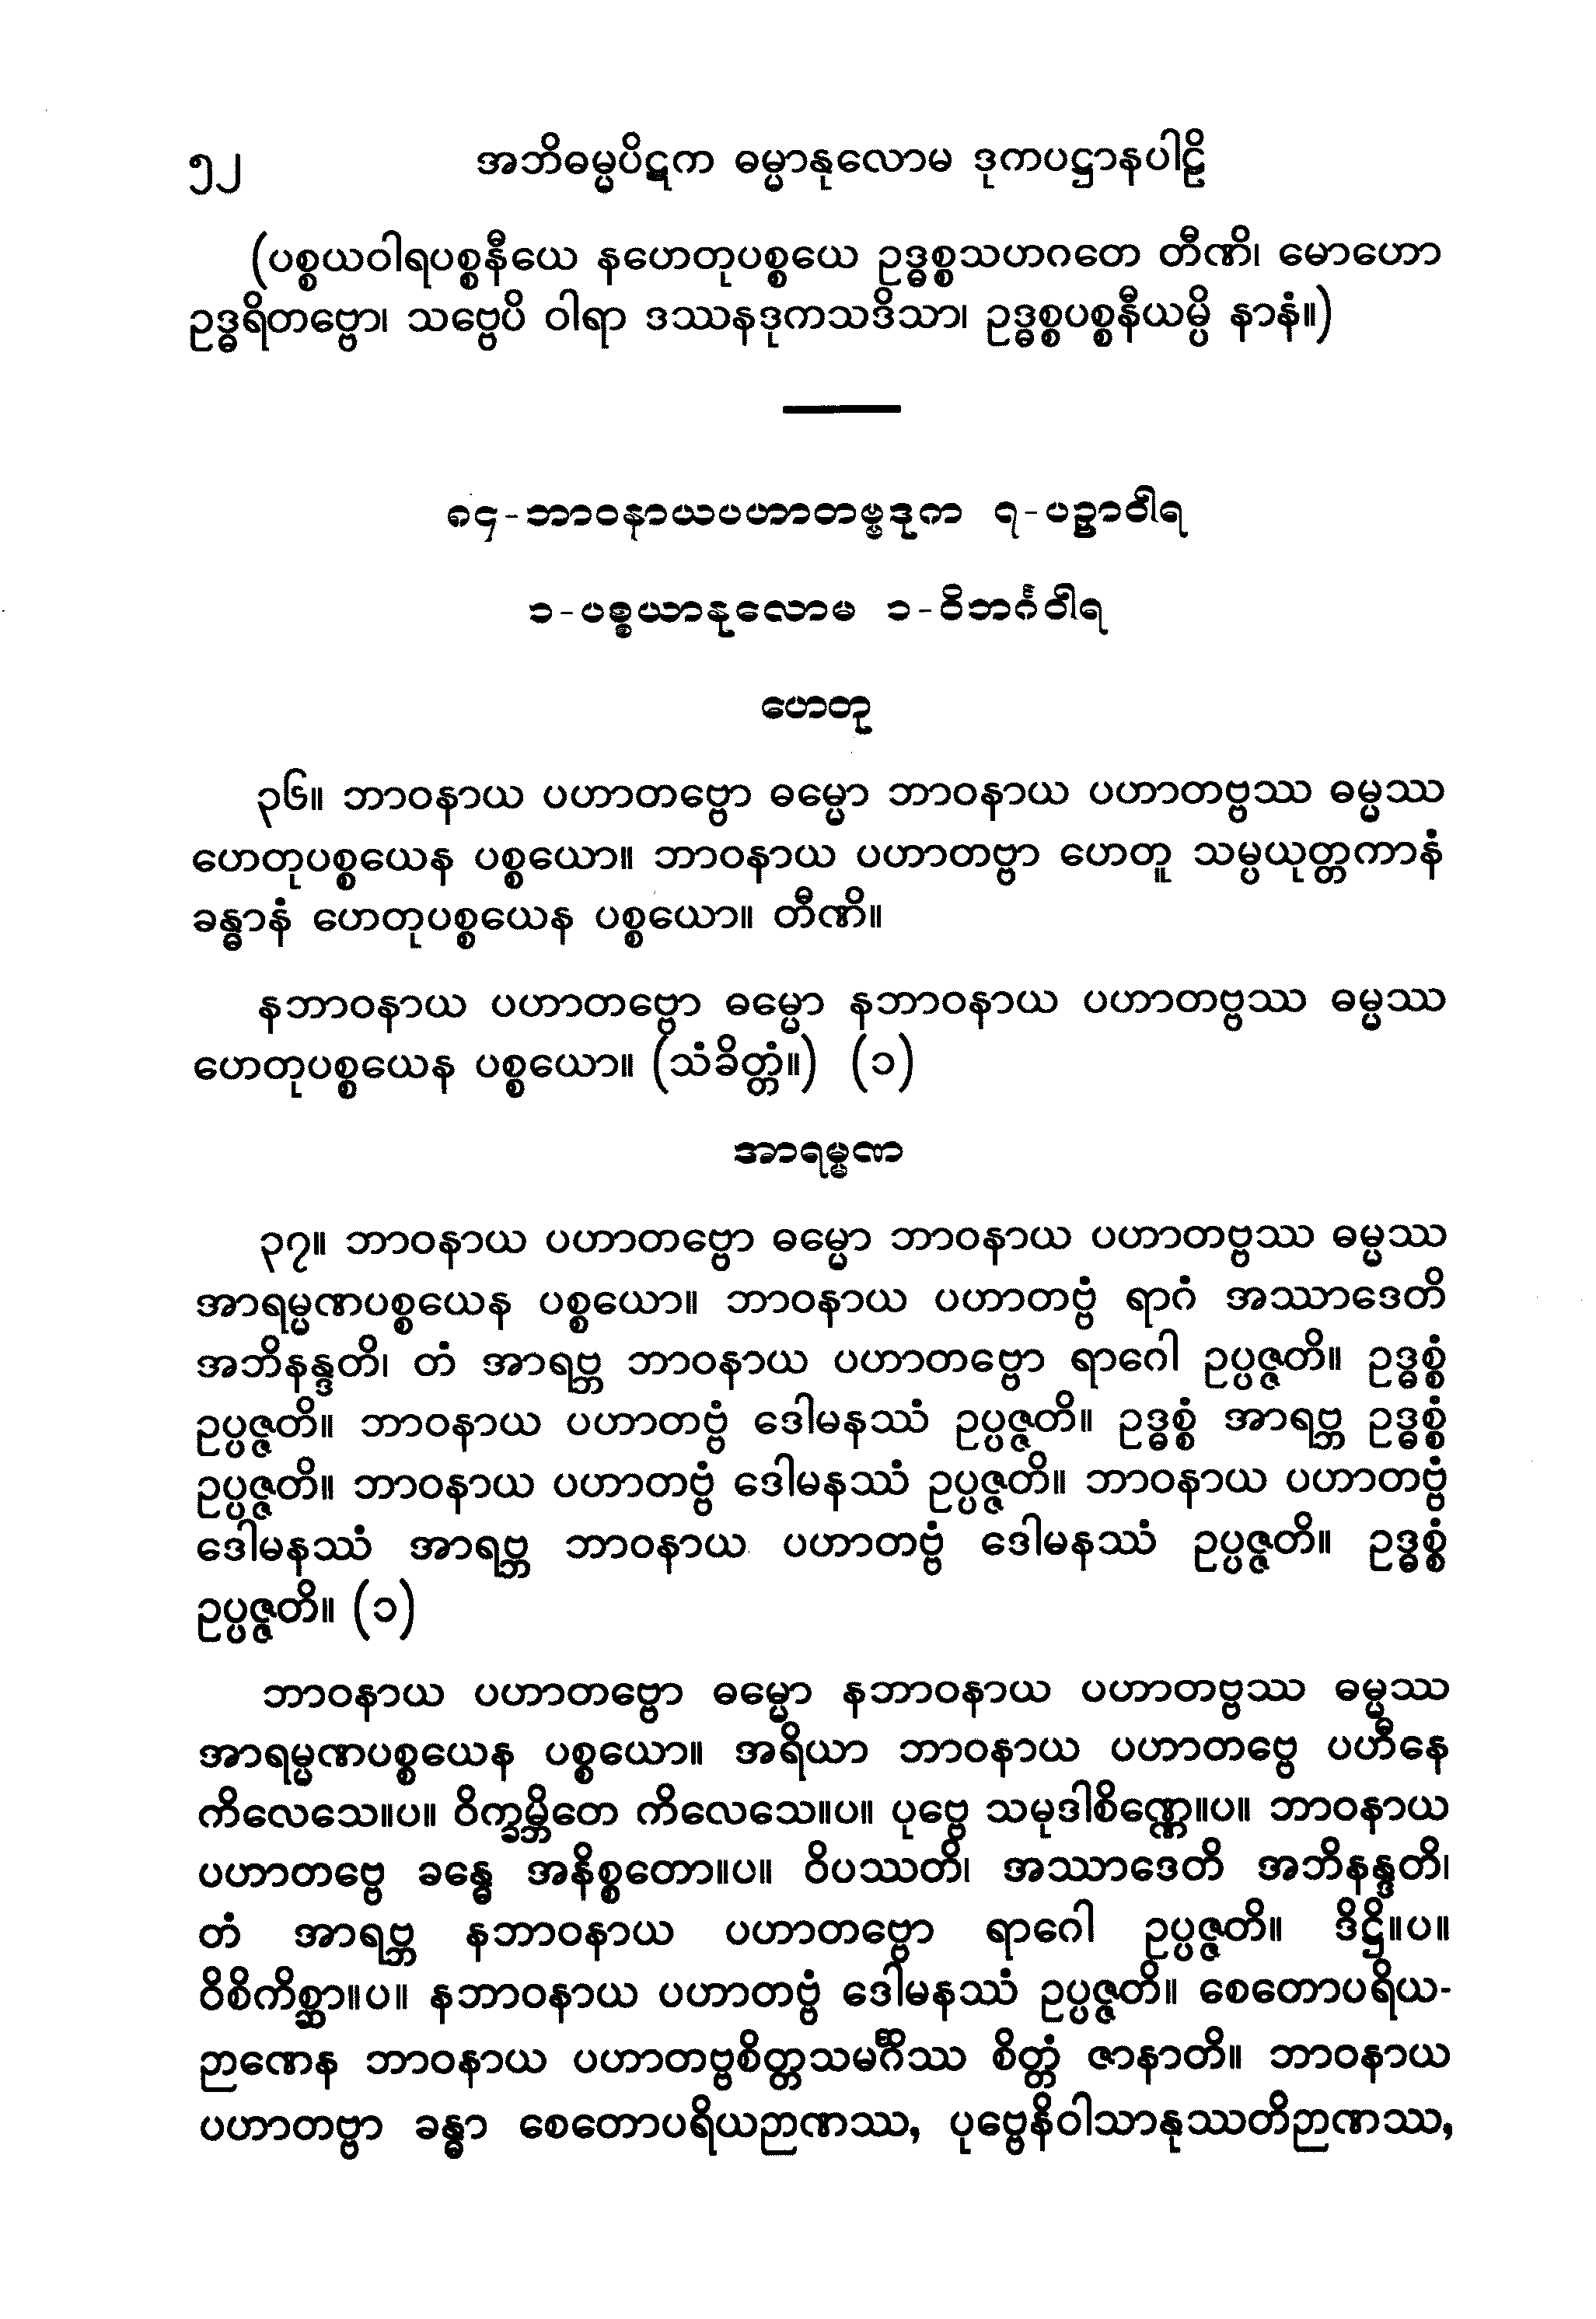 ၅၂ အဘိဓမ္မပိဋက ဓမ္မာနုလောမ ဒုကပဋ္ဌာနပါဠိ
(ပစ္စယဝါရပစ္စနီယေ နဟေတုပစ္စယေ ဥဒ္ဓစ္စသဟဂတေ တီဏိ၊ မောဟော
ဥဒ္ဓရိတဗ္ဗော၊ သဗ္ဗေပိ ဝါရာ ဒဿနဒုကသဒိသာ၊ ဥဒ္ဓစ္စပစ္စနီယမ္ပိ နာနံ။)
၈၄-ဘာဝနာယပဟာတဗ္ဗဒုက ၇-ပဉှာဝါရ
၁-ပစ္စယာနုလောမ ၁-ဝိဘင်္ဂဝါရ
ဟေတု
၃၆။ ဘာဝနာယ ပဟာတဗ္ဗော ဓမ္မော ဘာဝနာယ ပဟာတဗ္ဗဿ ဓမ္မဿ
ဟေတုပစ္စယေန ပစ္စယော။ ဘာဝနာယ ပဟာတဗ္ဗာ ဟေတူ သမ္ပယုတ္တကာနံ
ခန္ဓာနံ ဟေတုပစ္စယေန ပစ္စယော။ တီဏိ။
နဘာဝနာယ ပဟာတဗ္ဗော ဓမ္မော နဘာဝနာယ ပဟာတဗ္ဗဿ ဓမ္မဿ
ဟေတုပစ္စယေန ပစ္စယော။ (သံခိတ္တံ။) (၁)
အာရမ္မဏ
၃၇။ ဘာဝနာယ ပဟာတဗ္ဗော ဓမ္မော ဘာဝနာယ ပဟာတဗ္ဗဿ ဓမ္မဿ
အာရမ္မဏပစ္စယေန ပစ္စယော။ ဘာဝနာယ ပဟာတဗ္ဗံ ရာဂံ အဿာဒေတိ
အဘိနန္ဒတိ၊ တံ အာရဗ္ဘ ဘာဝနာယ ပဟာတဗ္ဗော ရာဂေါ ဥပ္ပဇ္ဇတိ။ ဥဒ္ဓစ္စံ
ဥပ္ပဇ္ဇတိ။ ဘာဝနာယ ပဟာတဗ္ဗံ ဒေါမနဿံ ဥပ္ပဇ္ဇတိ။ ဥဒ္ဓစ္စံ အာရဗ္ဘ ဥဒ္ဓစ္စံ
ဥပ္ပဇ္ဇတိ။ ဘာဝနာယ ပဟာတဗ္ဗံ ဒေါမနဿံ ဥပ္ပဇ္ဇတိ။ ဘာဝနာယ ပဟာတဗ္ဗံ
ဒေါမနဿံ အာရဗ္ဘ ဘာဝနာယ ပဟာတဗ္ဗံ ဒေါမနဿံ ဥပ္ပဇ္ဇတိ။ ဥဒ္ဓစ္စံ
ဥပ္ပဇ္ဇတိ။ (၁)
ဘာဝနာယ ပဟာတဗ္ဗော ဓမ္မော နဘာဝနာယ ပဟာတဗ္ဗဿ ဓမ္မဿ
အာရမ္မဏပစ္စယေန ပစ္စယော။ အရိယာ ဘာဝနာယ ပဟာတဗ္ဗေ ပဟီနေ
ကိလေသေ။ပ။ ဝိက္ခမ္ဘိတေ ကိလေသေ။ပ။ ပုဗ္ဗေ သမုဒါစိဏ္ဏေ။ပ။ ဘာဝနာယ
ပဟာတဗ္ဗေ ခန္ဓေ အနိစ္စတော။ပ။ ဝိပဿတိ၊ အဿာဒေတိ အဘိနန္ဒတိ၊
တံ အာရဗ္ဘ နဘာဝနာယ ပဟာတဗ္ဗော ရာဂေါ ဥပ္ပဇ္ဇတိ။ ဒိဋ္ဌိ။ပ။
ဝိစိကိစ္ဆာ။ပ။ နဘာဝနာယ ပဟာတဗ္ဗံ ဒေါမနဿံ ဥပ္ပဇ္ဇတိ။ စေတောပရိယ-
ဉာဏေန ဘာဝနာယ ပဟာတဗ္ဗစိတ္တသမင်္ဂိဿ စိတ္တံ ဇာနာတိ။ ဘာဝနာယ
ပဟာတဗ္ဗာ ခန္ဓာ စေတောပရိယဉာဏဿ, ပုဗ္ဗေနိဝါသာနုဿတိဉာဏဿ,